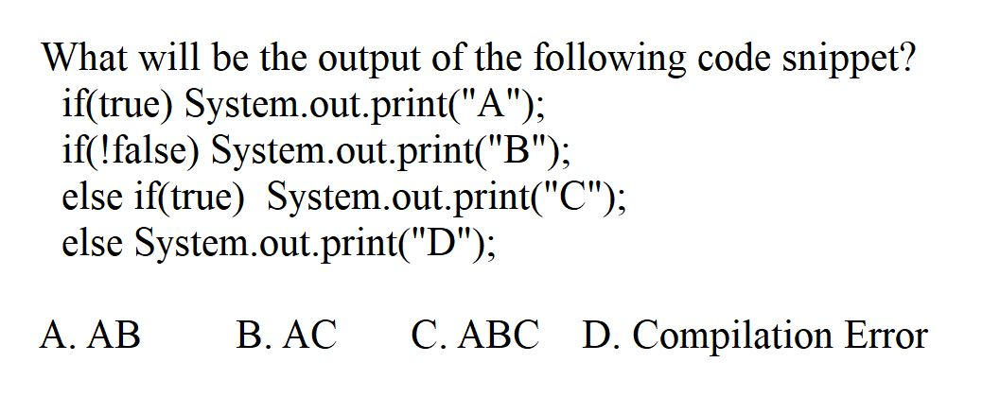 What will be the output of the following code snippet?
if(true) System.out.print("A");
if(!false) System.out.print("B");
else if(true)  System.out.print("C");
else System.out.print("D");
A. AB B. AC C. ABC D. Compilation Error